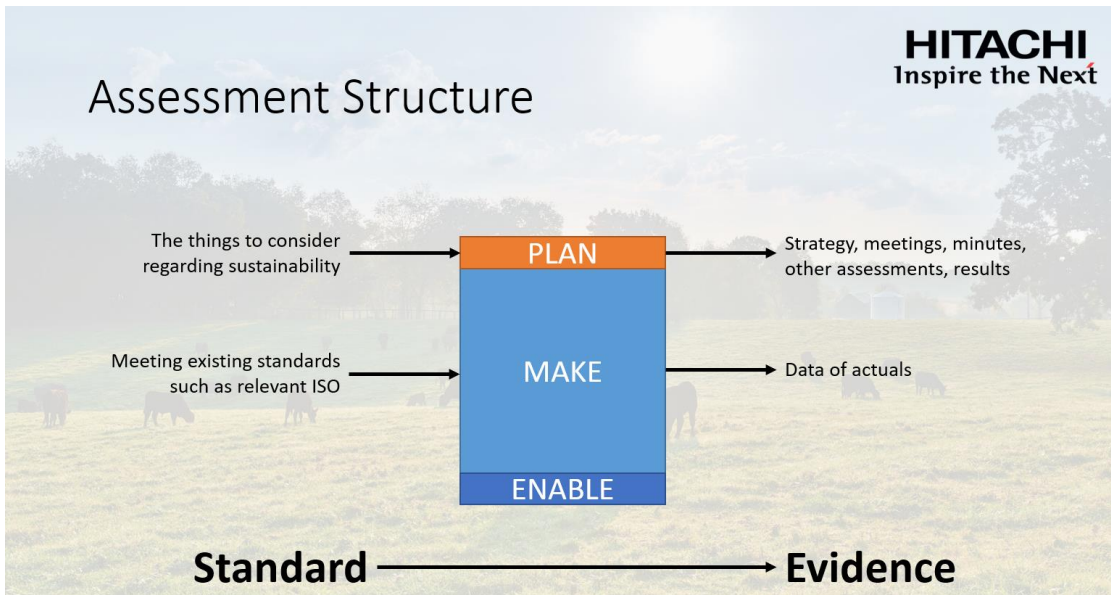 HITACHI
Inspire the Next
Assessment Structure
The things to consider
regarding sustainability
PLAN
Strategy, meetings, minutes,
other assessments, results
Meeting existing standards
such as relevant ISO
MAKE
Data of actuals
ENABLE
Standard
Evidence